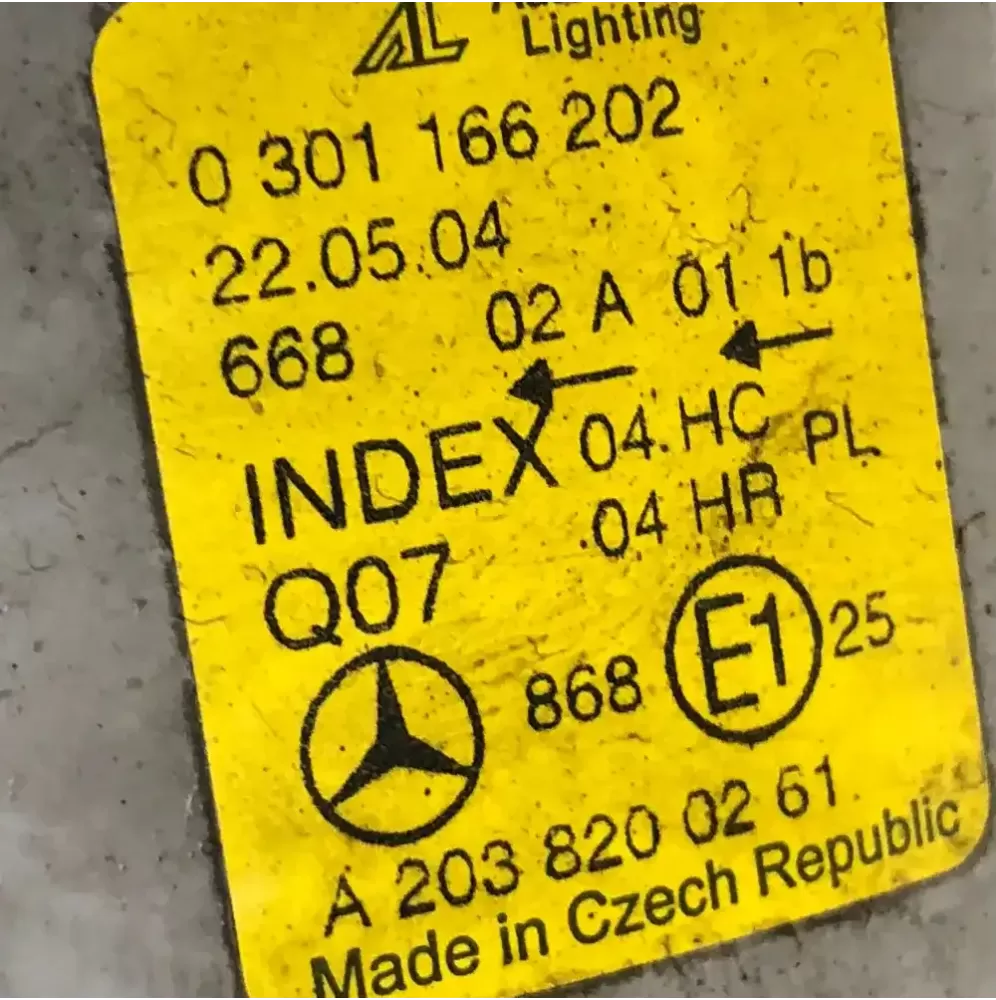 AL
Lighting
0 301 166 202
22.05.04
668 02 A 01 1b
INDEX 04 HC PL
04 HR
Q07
868 E1 25
A 203 820 02 61
Made in Czech Republic